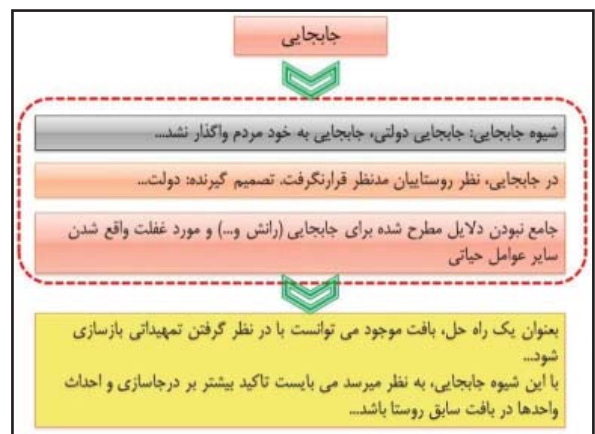 جابجایی
شیوه جابجایی: جابجایی دولتی، جابجایی به خود مردم واگذار نشد...
در جابجایی، نظر روستاییان مدنظر قرارنگرفت. تصمیم گیرنده: دولت...
جامع نبودن دلایل مطرح شده برای جابجایی (رانش و...) و مورد غفلت واقع شدن
سایر عوامل حیاتی
بعنوان یک راه حل، بافت موجود می توانست با در نظر گرفتن تمهیداتی بازسازی
شود...
با این شیوه جابجایی، به نظر میرسد می بایست تاکید بیشتر بر درجاسازی و احداث
واحدها در بافت سابق روستا باشد...